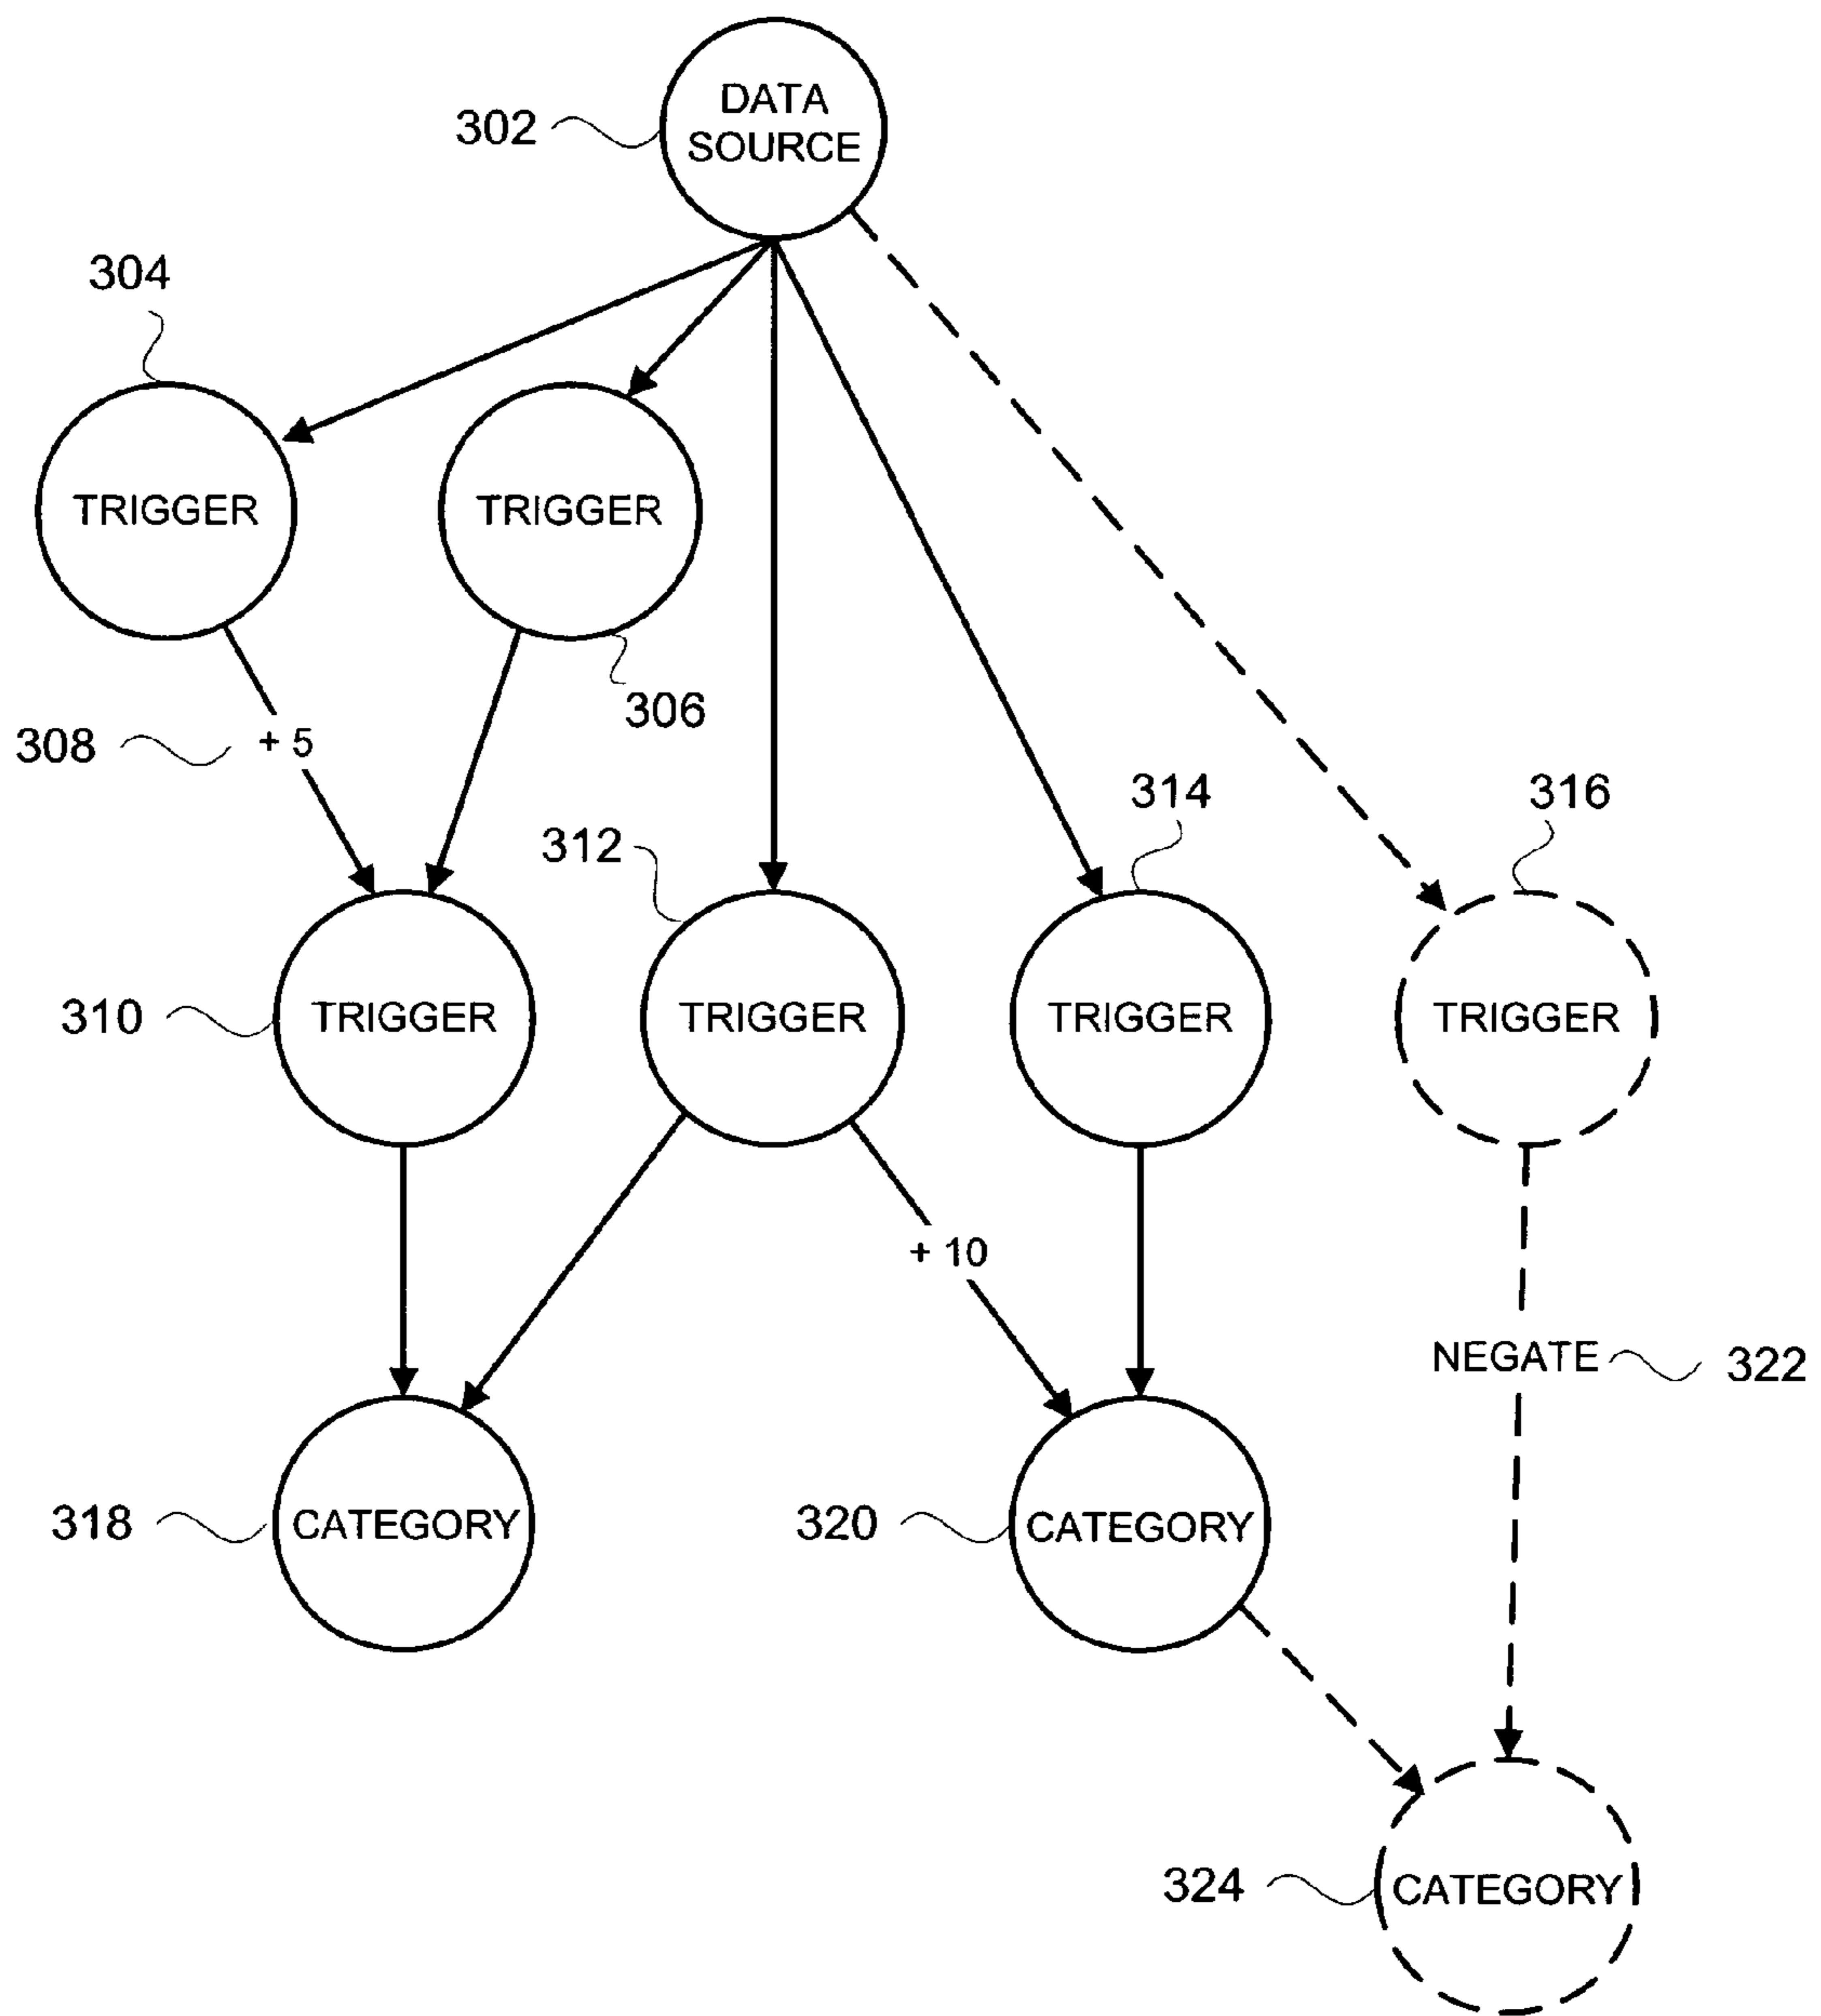 DATA
SOURCE
302
304
TRIGGER
TRIGGER
306
308
+ 5
314
316
312
310
TRIGGER
TRIGGER
TRIGGER
TRIGGER
+ 10
NEGATE
322
318
CATEGORY
320
CATEGORY
324
CATEGORY